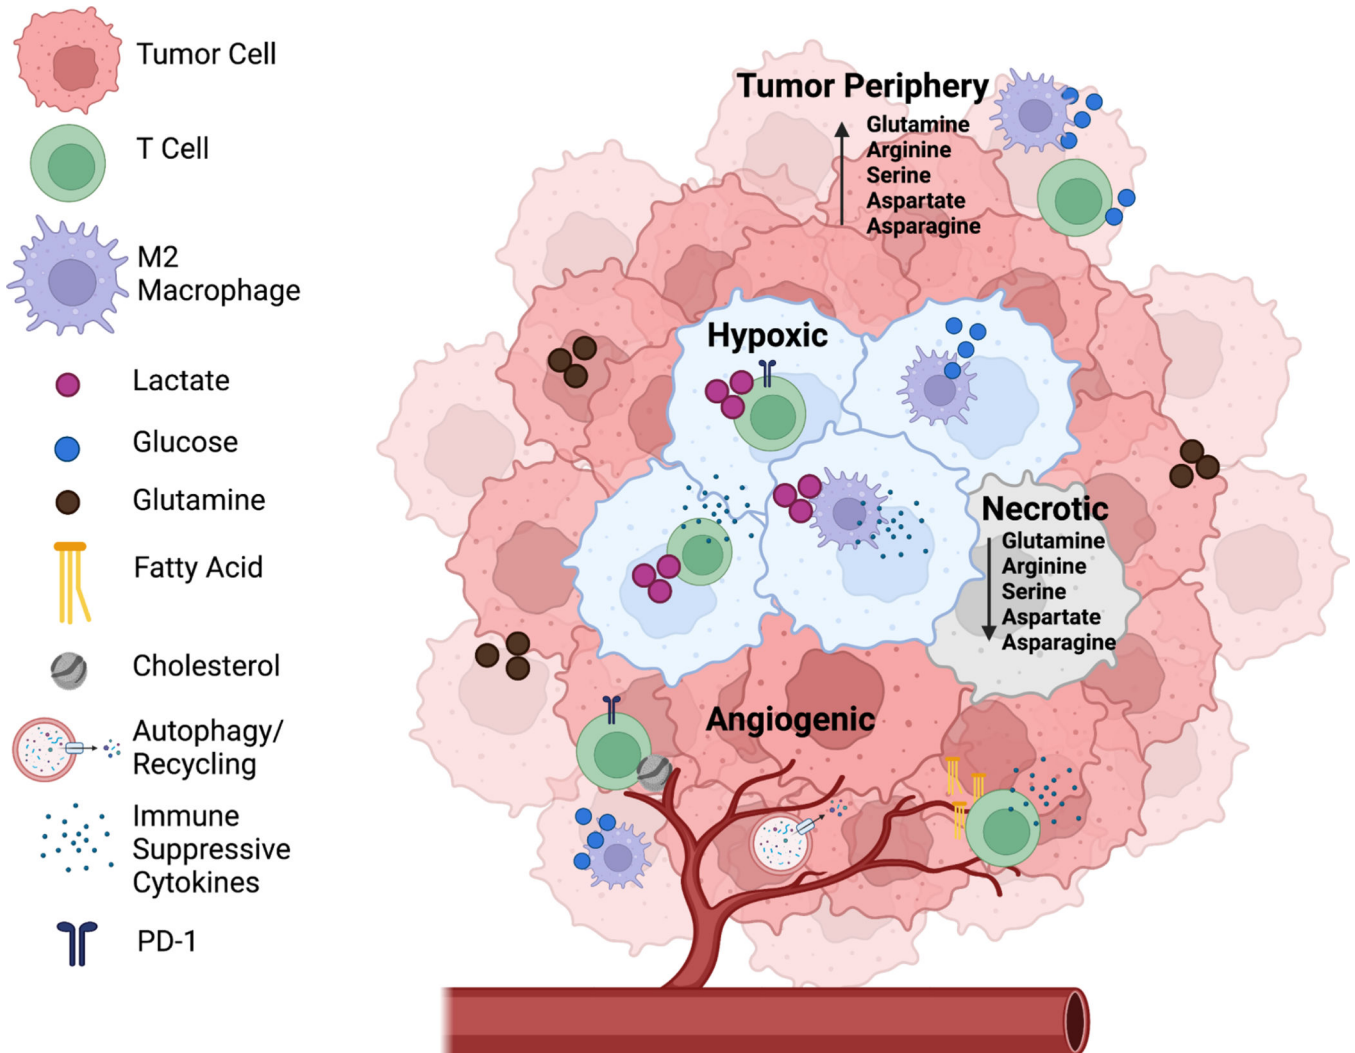 Tumor Cell
T Cell
M2
Macrophage
Lactate
Glucose
Glutamine
Fatty Acid
Cholesterol
Autophagy/
Recycling
Immune
Suppressive
Cytokines
PD-1
Tumor Periphery
Glutamine
Arginine
Serine
Aspartate
Asparagine
Hypoxic
Necrotic
Glutamine
Arginine
Serine
Aspartate
Asparagine
Angiogenic